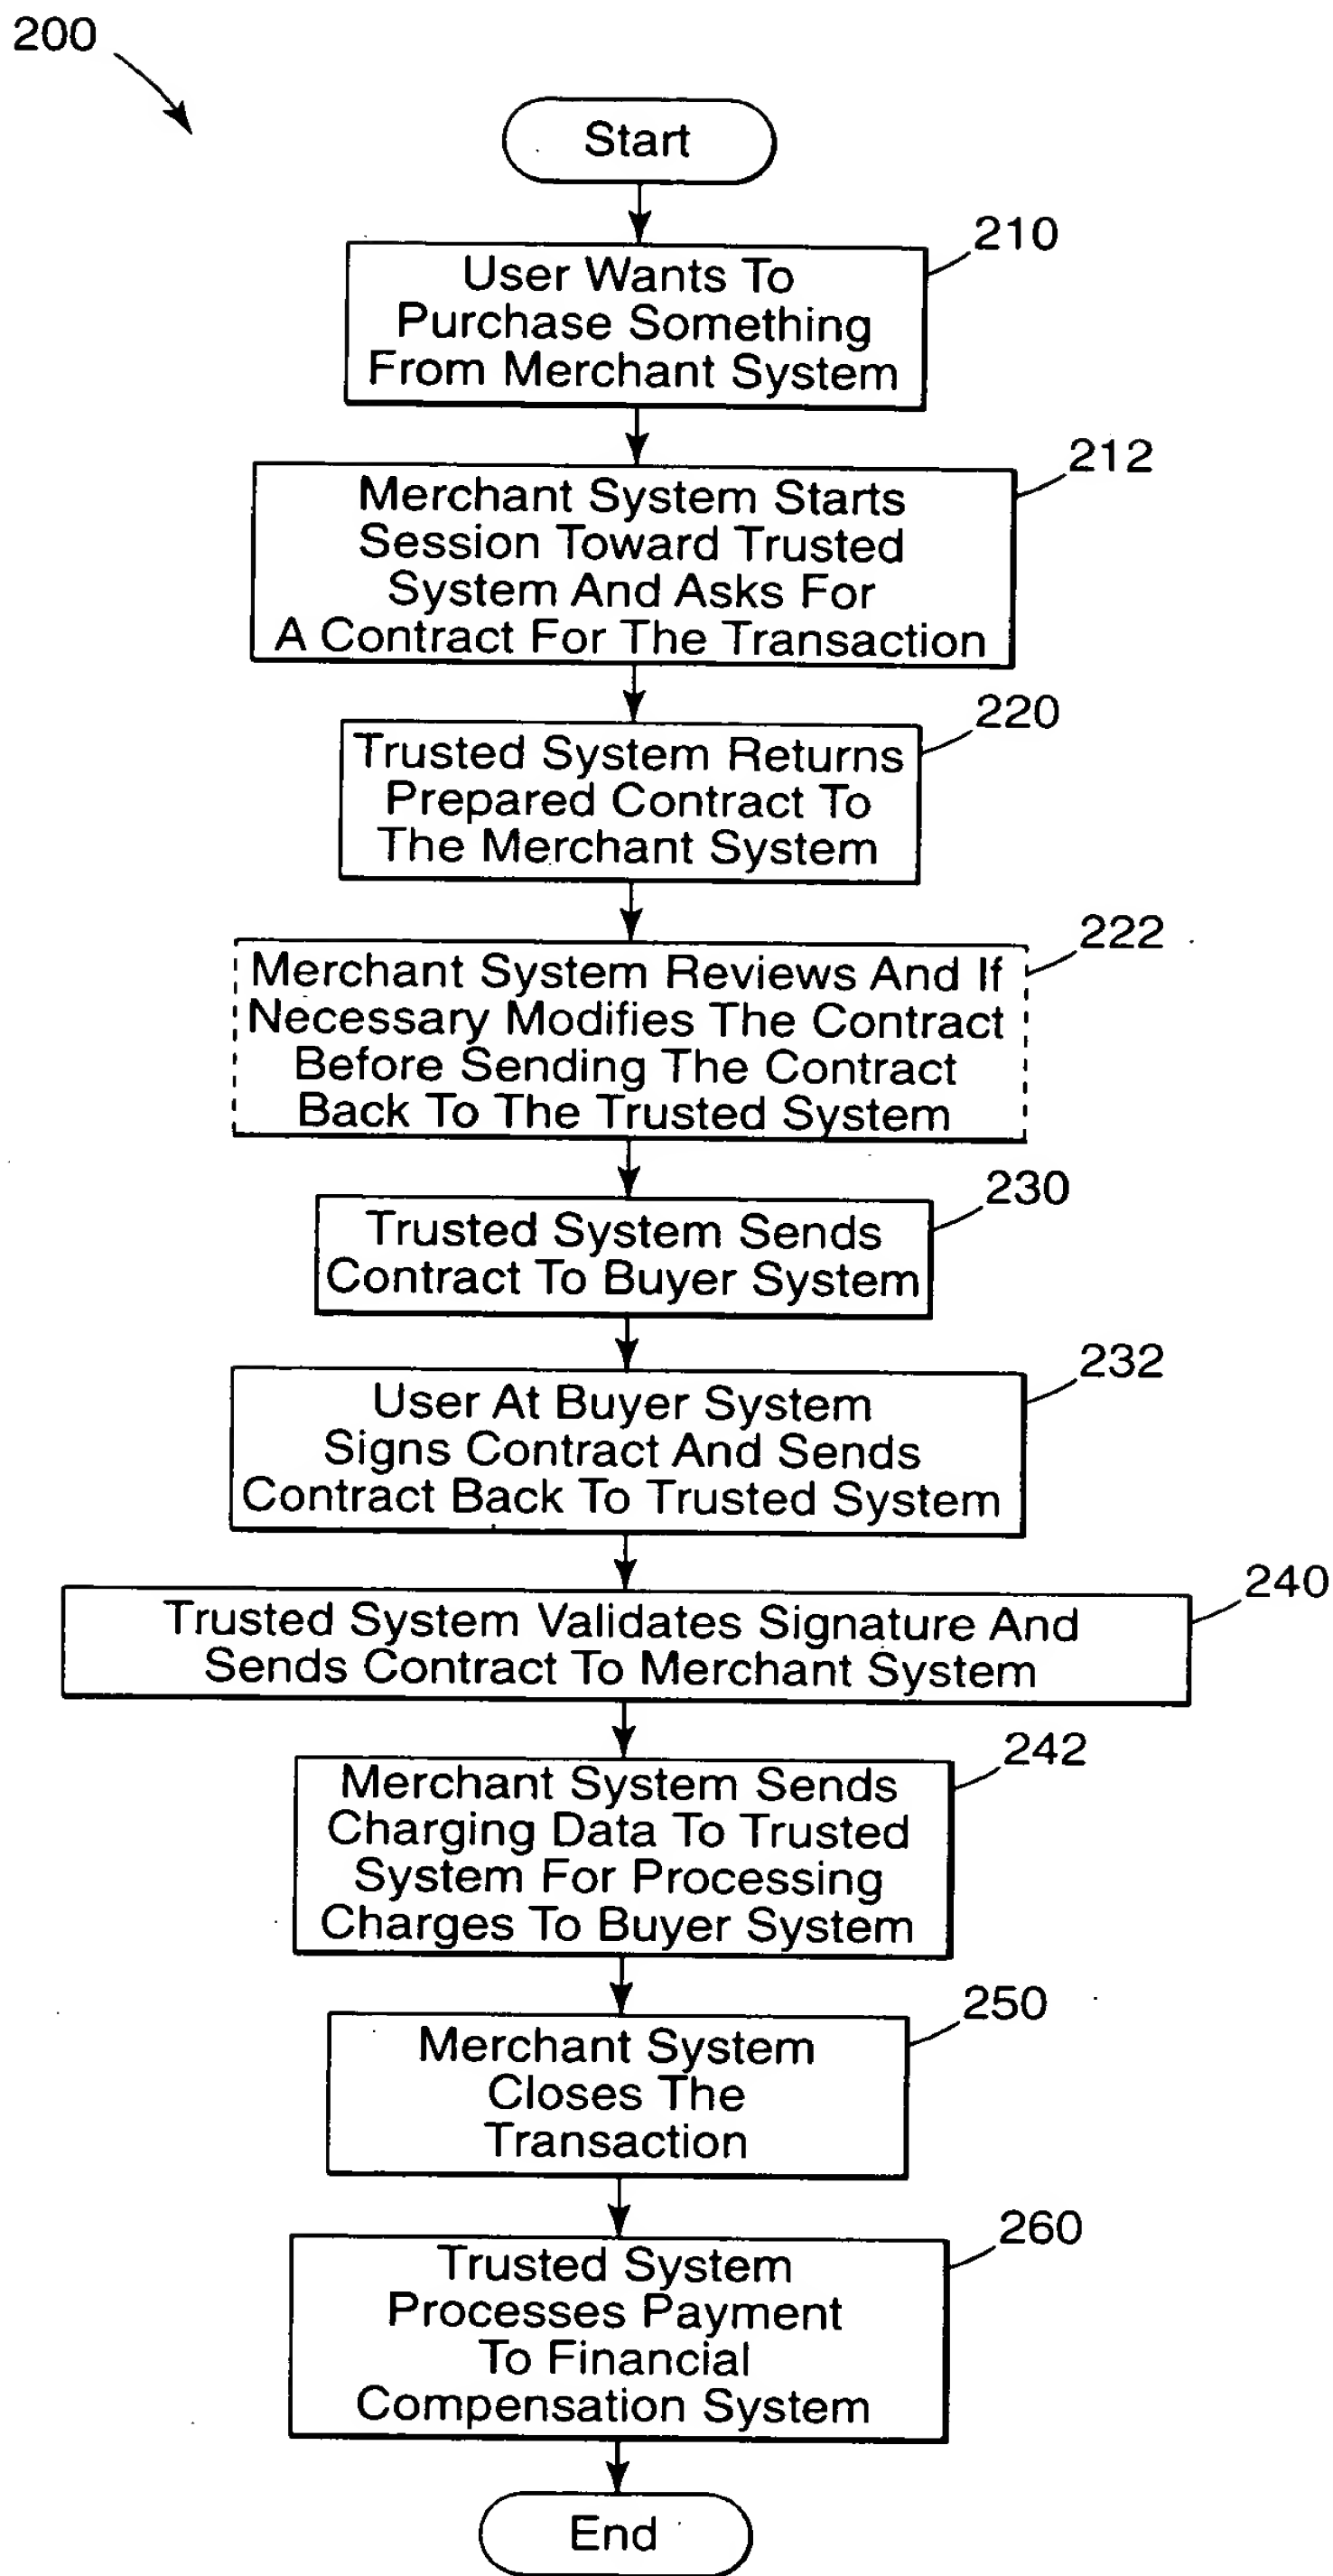 200
Start
210
User Wants To
Purchase Something
From Merchant System
212
Merchant System Starts
Session Toward Trusted
System And Asks For
A Contract For The Transaction
220
Trusted System Returns
Prepared Contract To
The Merchant System
222
Merchant System Reviews And If
Necessary Modifies The Contract
Before Sending The Contract
Back To The Trusted System
230
Trusted System Sends
Contract To Buyer System
232
User At Buyer System
Signs Contract And Sends
Contract Back To Trusted System
240
Trusted System Validates Signature And
Sends Contract To Merchant System
242
Merchant System Sends
Charging Data To Trusted
System For Processing
Charges To Buyer System
250
Merchant System
Closes The
Transaction
260
Trusted System
Processes Payment
To Financial
Compensation System
End